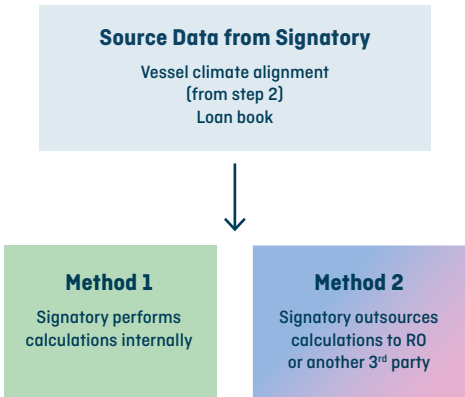 Source Data from Signatory
Vessel climate alignment
(from step 2)
Loan book
Method 1
Signatory performs
calculations internally
Method 2
Signatory outsources
calculations to RO
or another 3rd party